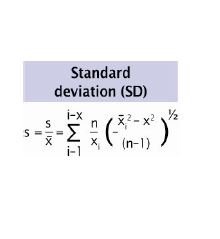 Standard
deviation (SD)
s = s/x̄ = i-x ∑ i-1 n/xᵢ (- x̄ᵢ² - x² / (n-1))^½